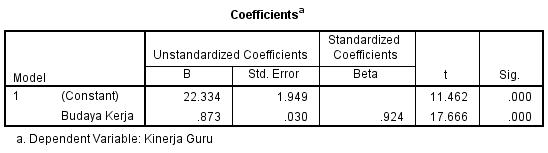 Coefficientsa
Model Unstandardized Coefficients Standardized Coefficients t Sig.
B Std. Error Beta
1 (Constant) 22.334 1.949 11.462 .000
Budaya Kerja .873 .030 .924 17.666 .000
a. Dependent Variable: Kinerja Guru